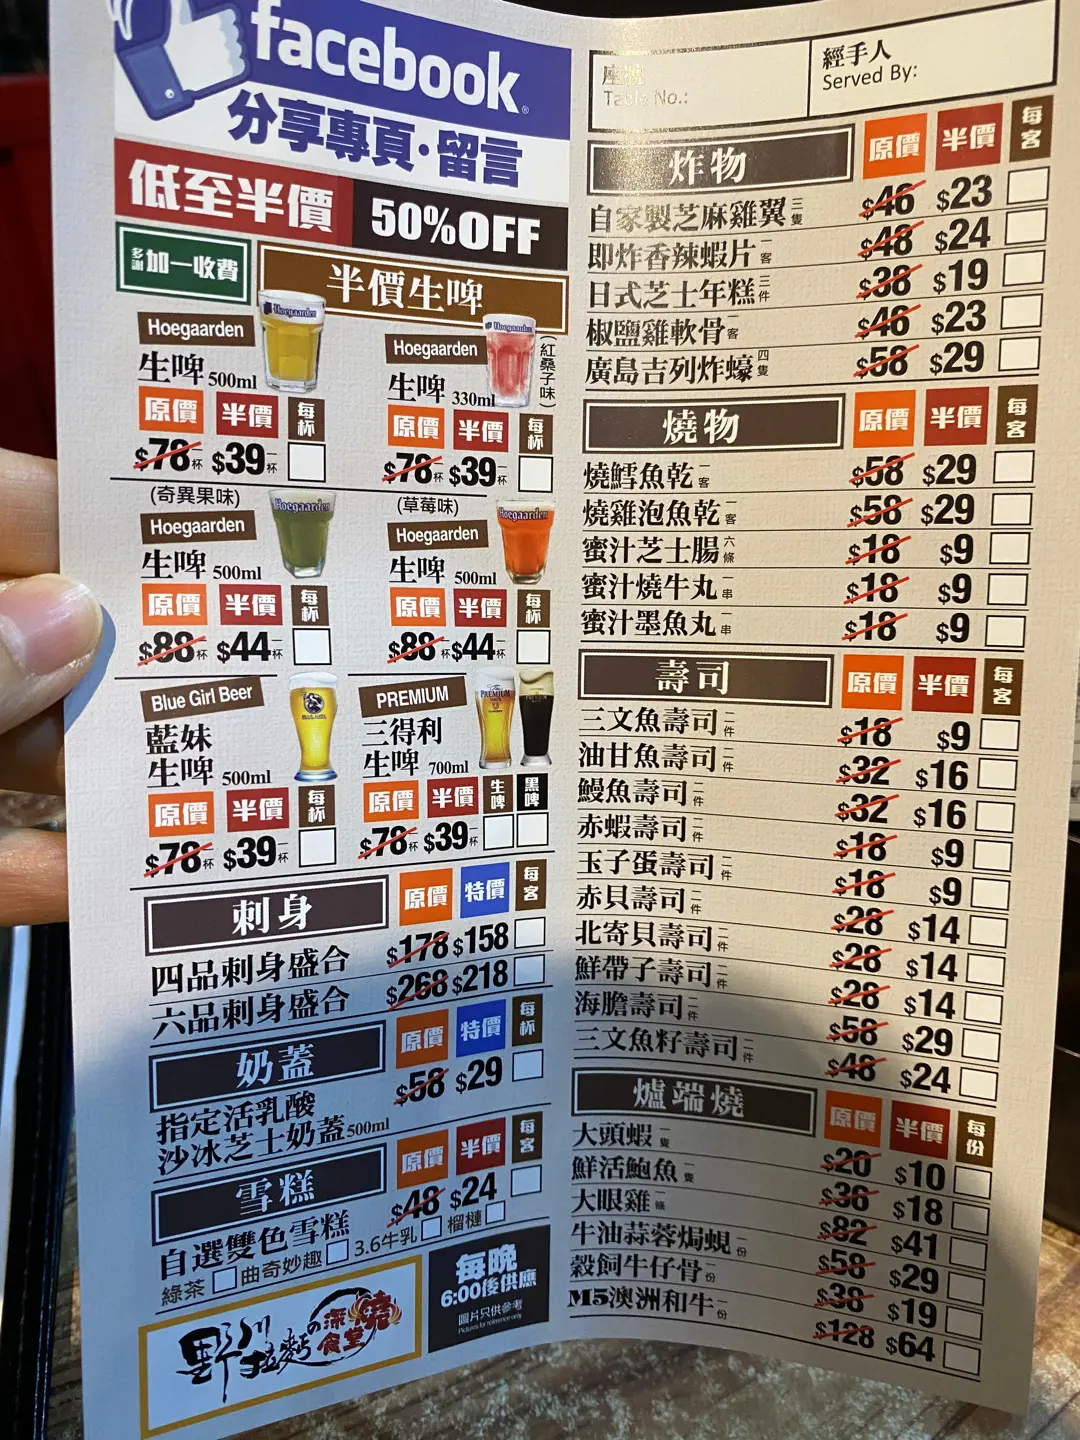 facebook
分享專頁·留言
低至半價 50%OFF
多謝加一收費
半價生啤
Hoegaarden
生啤 500ml
原價 半價 每杯
$78杯 $39一杯
Hoegaarden
(紅桑子味)
生啤 330ml
原價 半價 每杯
$78杯 $39一杯
(奇異果味)
Hoegaarden
生啤 500ml
原價 半價 每杯
$88杯 $44一杯
(草莓味)
Hoegaarden
生啤 500ml
原價 半價 每杯
$88杯 $44一杯
Blue Girl Beer
藍妹
生啤 500ml
原價 半價 每杯
$78杯 $39一杯
PREMIUM
三得利
生啤 700ml
原價 半價 生啤 黑啤
$78杯 $39一杯
刺身 原價 特價 每客
四品刺身盛合 $178 $158
六品刺身盛合 $268 $218
奶蓋 原價 特價 每杯
指定活乳酸 $58 $29
沙冰芝士奶蓋500ml
雪糕 原價 半價 每客
自選雙色雪糕 $48 $24
綠茶 曲奇妙趣 3.6牛乳 榴槤
野川拉麵の深食堂 燒
每晚
6:00後供應
圖片只供參考
Pictures for reference only
座號
Table No.:
經手人
Served By:
炸物 原價 半價 每客
自家製芝麻雞翼三隻 $46 $23
即炸香辣蝦片一客 $48 $24
日式芝士年糕三件 $38 $19
椒鹽雞軟骨一客 $46 $23
廣島吉列炸蠔四隻 $58 $29
燒物 原價 半價 每客
燒鱈魚乾一客 $58 $29
燒雞泡魚乾一客 $58 $29
蜜汁芝士腸六條 $18 $9
蜜汁燒牛丸一串 $18 $9
蜜汁墨魚丸一串 $18 $9
壽司 原價 半價 每客
三文魚壽司二件 $18 $9
油甘魚壽司二件 $32 $16
鰻魚壽司二件 $32 $16
赤蝦壽司二件 $18 $9
玉子蛋壽司二件 $18 $9
赤貝壽司二件 $28 $14
北寄貝壽司二件 $28 $14
鮮帶子壽司二件 $28 $14
海膽壽司二件 $58 $29
三文魚籽壽司二件 $48 $24
爐端燒 原價 半價 每份
大頭蝦一隻 $20 $10
鮮活鮑魚一隻 $36 $18
大眼雞一條 $82 $41
牛油蒜蓉焗蜆一份 $58 $29
穀飼牛仔骨一份 $38 $19
M5澳洲和牛一份 $128 $64